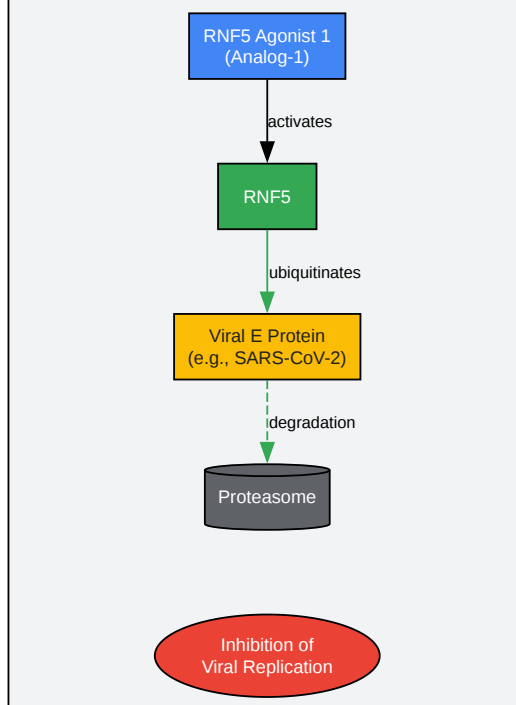 RNF5 Agonist 1
(Analog-1)
activates
RNF5
ubiquitinates
Viral E Protein
(e.g., SARS-CoV-2)
degradation
Proteasome
Inhibition of
Viral Replication